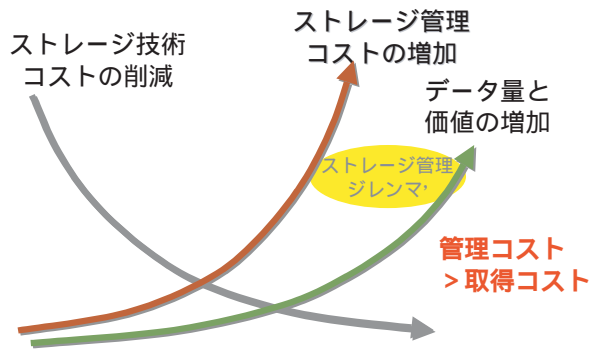 ストレージ技術
コストの削減
ストレージ管理
コストの増加
データ量と
価値の増加
ストレージ管理
ジレンマ’
管理コスト
＞取得コスト